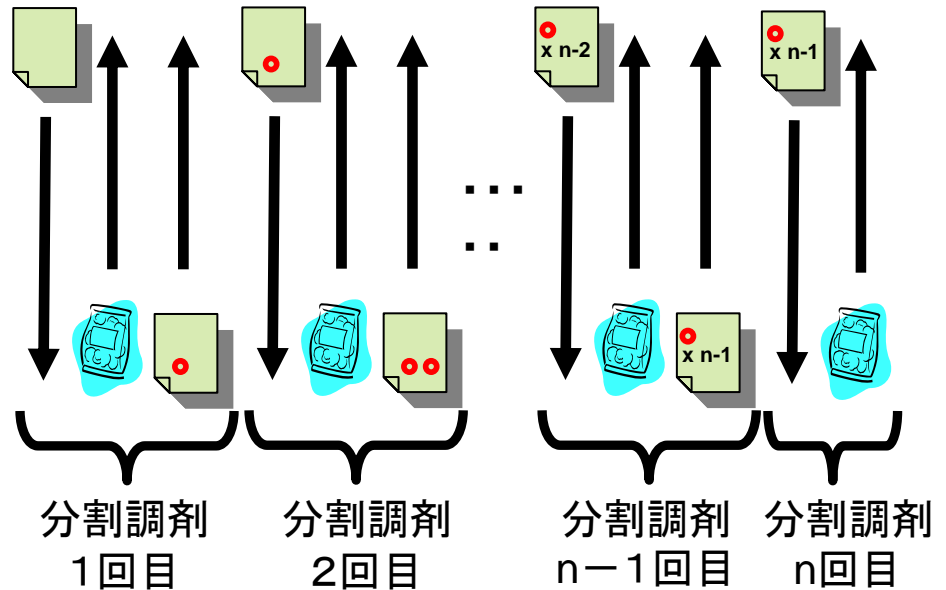 x n-2
x n-1
...
..
x n-1
分割調剤
1回目
分割調剤
2回目
分割調剤
n－1回目
分割調剤
n回目